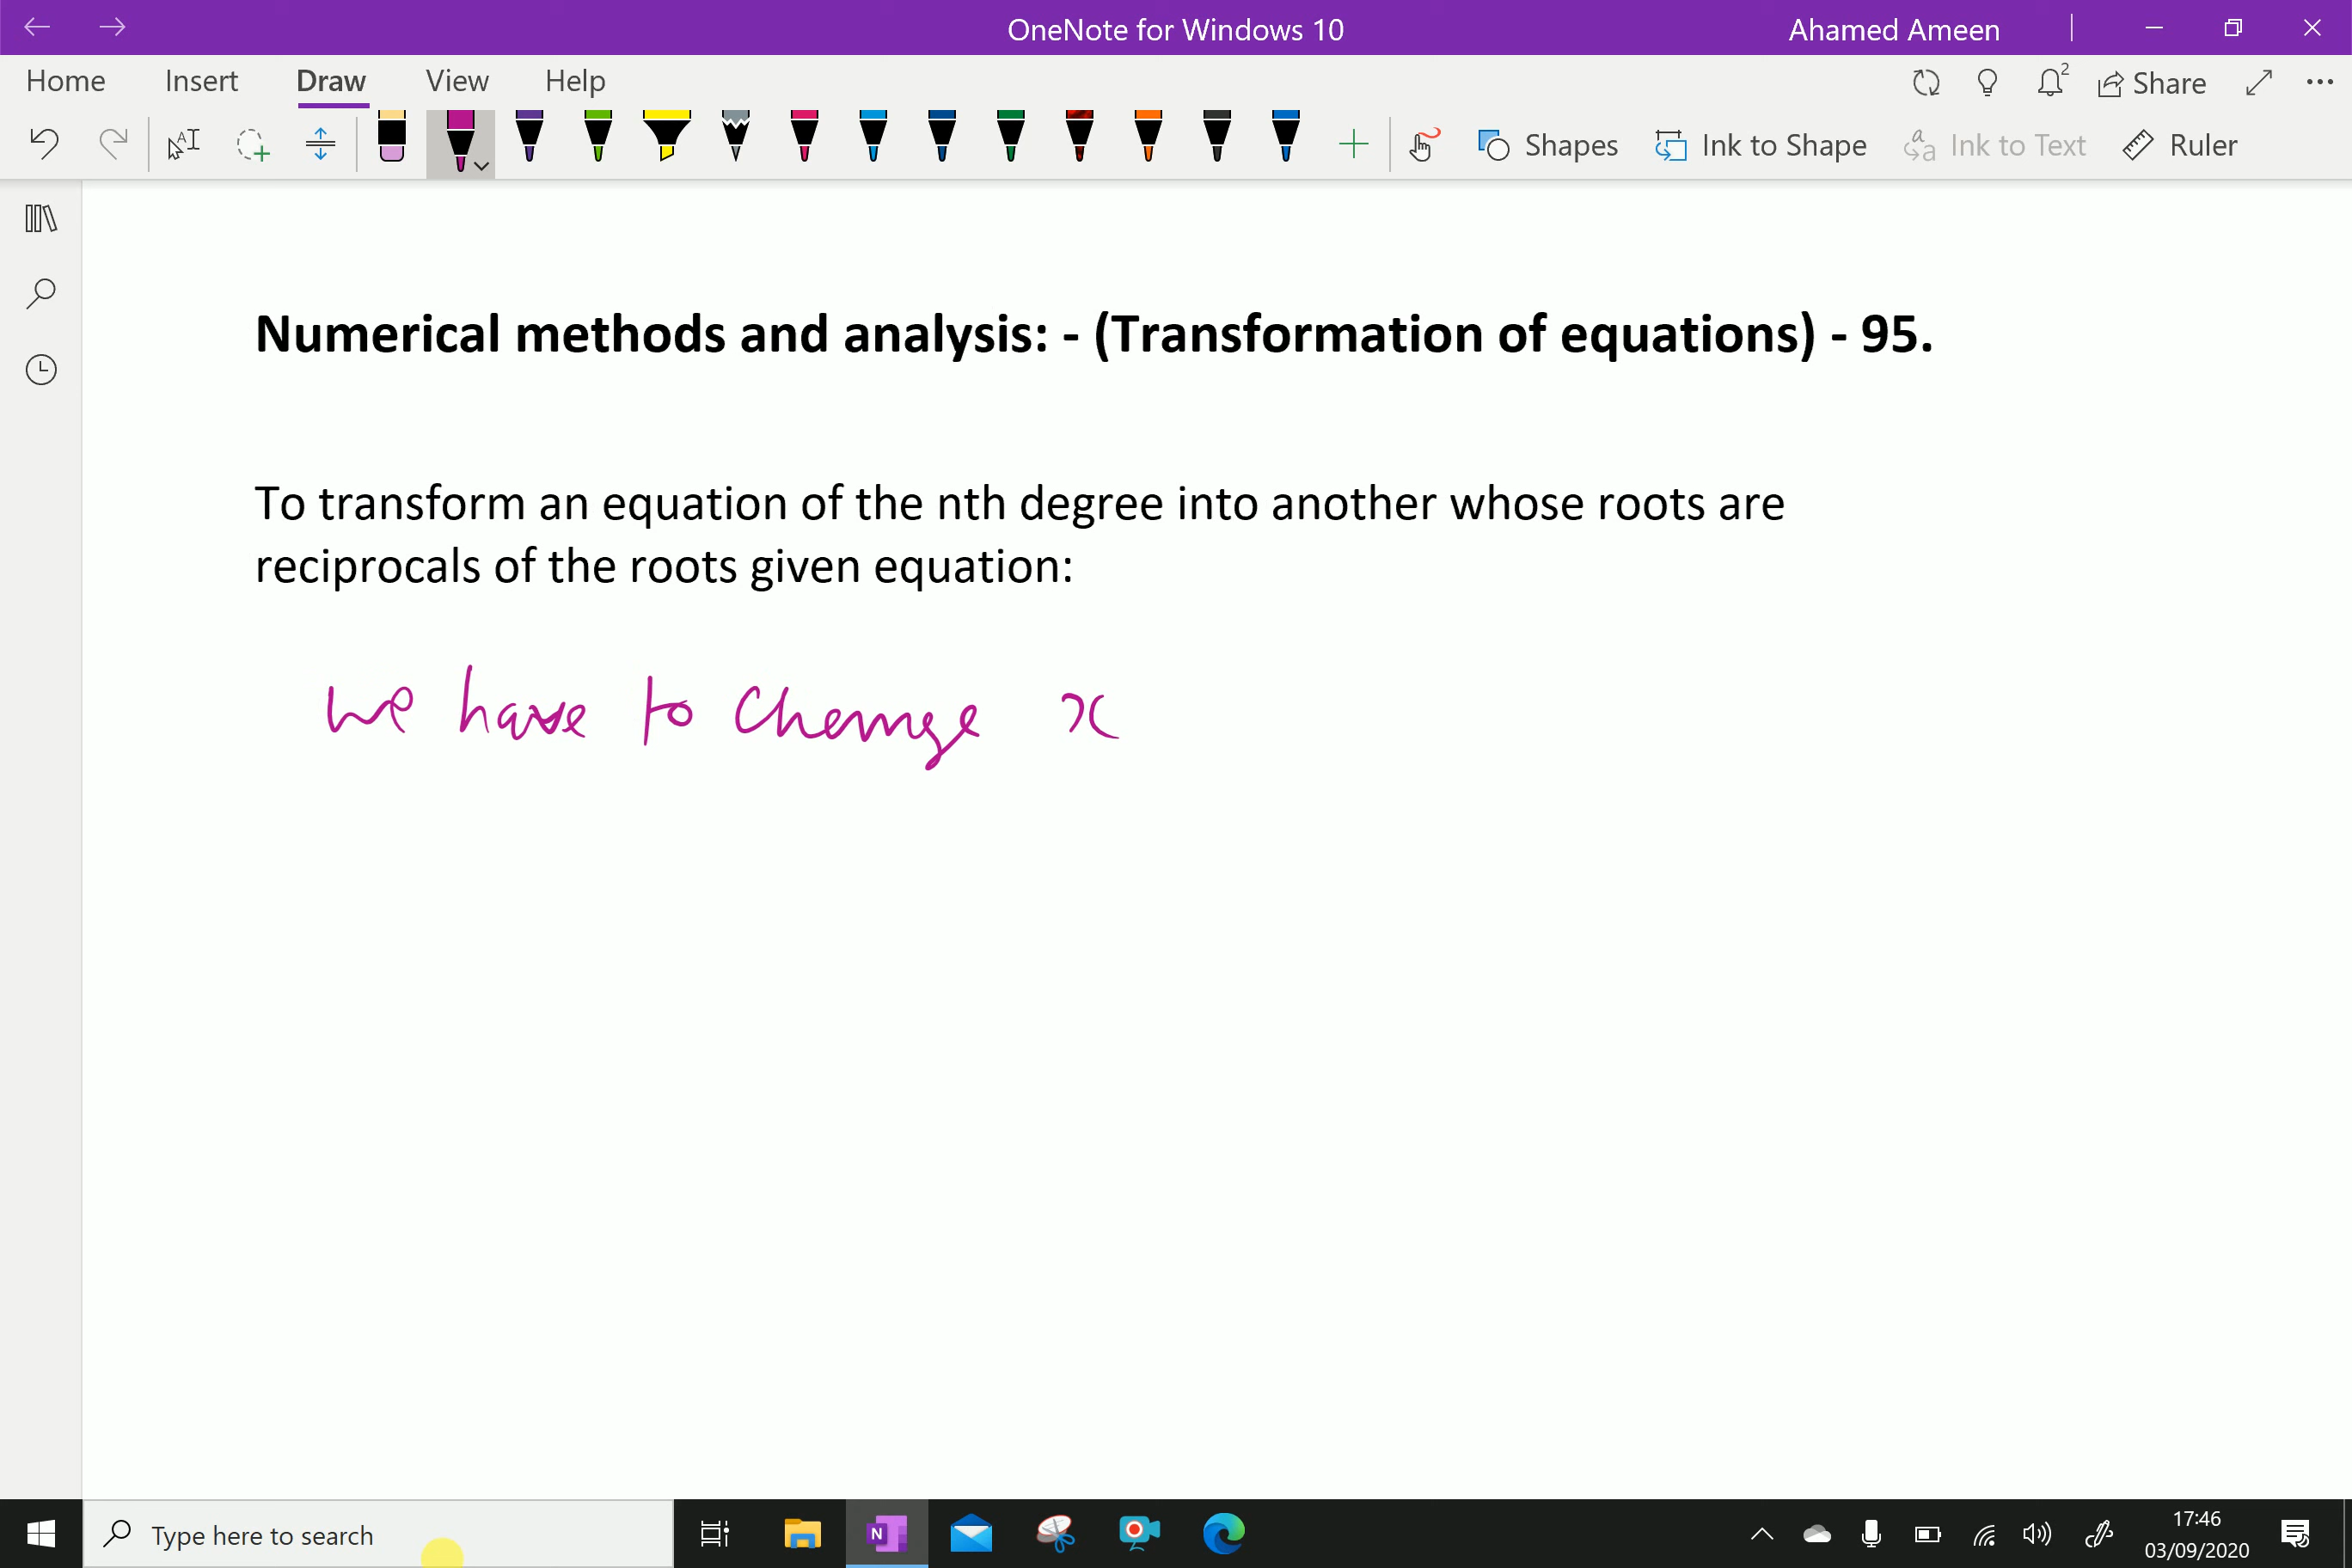 OneNote for Windows 10
Ahamed Ameen
Home Insert Draw View Help
2 Share
Shapes Ink to Shape Ink to Text Ruler
Numerical methods and analysis: - (Transformation of equations) - 95.
To transform an equation of the nth degree into another whose roots are
reciprocals of the roots given equation:
we have to change x
Type here to search
17:46
03/09/2020